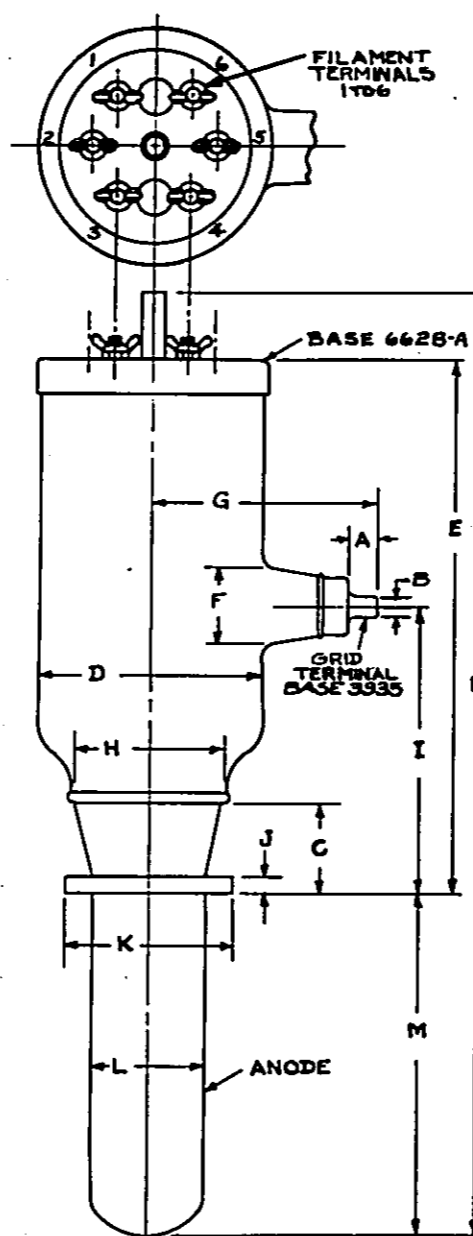 1
6
FILAMENT
TERMINALS
1 TO 6
2
5
3
4
BASE 6628-A
G
E
A
B
F
GRID
TERMINAL
BASE 3935
D
I
H
J
C
K
M
L
ANODE